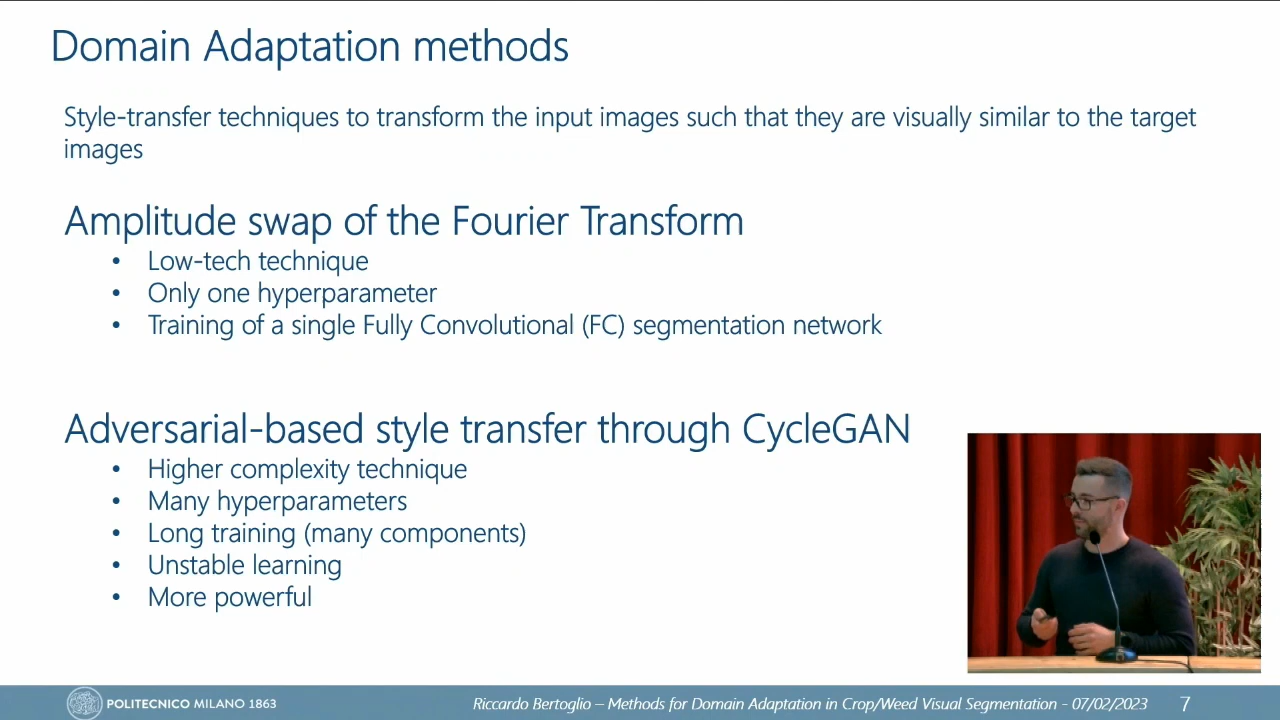 Domain Adaptation methods
Style-transfer techniques to transform the input images such that they are visually similar to the target
images
Amplitude swap of the Fourier Transform
• Low-tech technique
• Only one hyperparameter
• Training of a single Fully Convolutional (FC) segmentation network
Adversarial-based style transfer through CycleGAN
• Higher complexity technique
• Many hyperparameters
• Long training (many components)
• Unstable learning
• More powerful
POLITECNICO MILANO 1863
Riccardo Bertoglio – Methods for Domain Adaptation in Crop/Weed Visual Segmentation - 07/02/2023
7